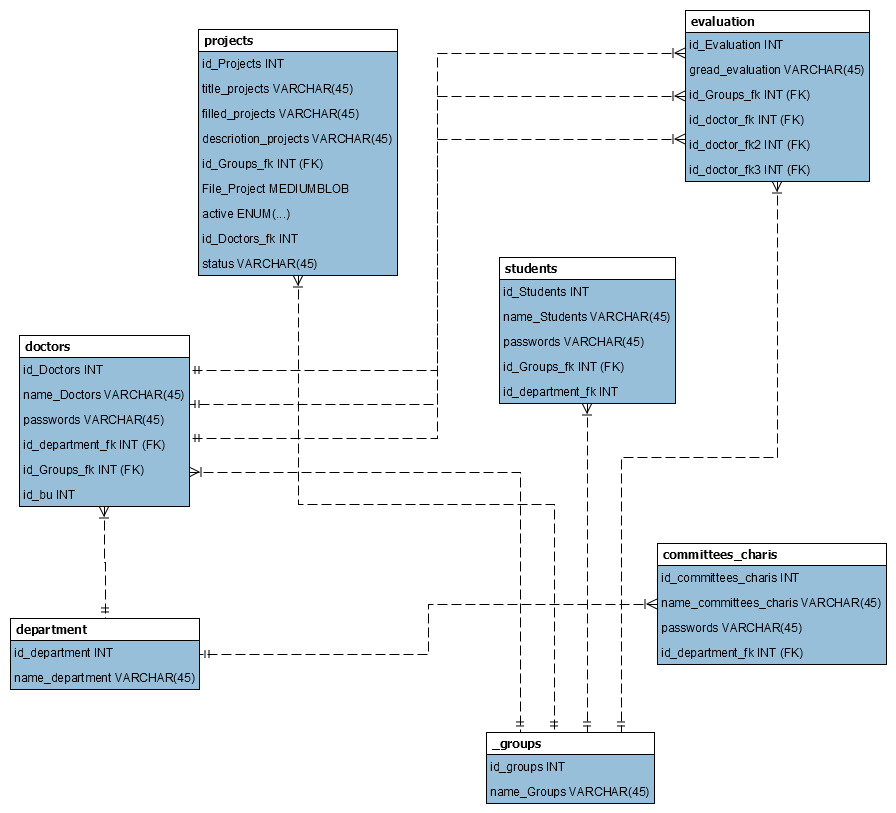 projects
id_Projects INT
title_projects VARCHAR(45)
filled_projects VARCHAR(45)
descriotion_projects VARCHAR(45)
id_Groups_fk INT (FK)
File_Project MEDIUMBLOB
active ENUM(...)
id_Doctors_fk INT
status VARCHAR(45)
evaluation
id_Evaluation INT
gread_evaluation VARCHAR(45)
id_Groups_fk INT (FK)
id_doctor_fk INT (FK)
id_doctor_fk2 INT (FK)
id_doctor_fk3 INT (FK)
students
id_Students INT
name_Students VARCHAR(45)
passwords VARCHAR(45)
id_Groups_fk INT (FK)
id_department_fk INT
doctors
id_Doctors INT
name_Doctors VARCHAR(45)
passwords VARCHAR(45)
id_department_fk INT (FK)
id_Groups_fk INT (FK)
id_bu INT
committees_charis
id_committees_charis INT
name_committees_charis VARCHAR(45)
passwords VARCHAR(45)
id_department_fk INT (FK)
department
id_department INT
name_department VARCHAR(45)
_groups
id_groups INT
name_Groups VARCHAR(45)